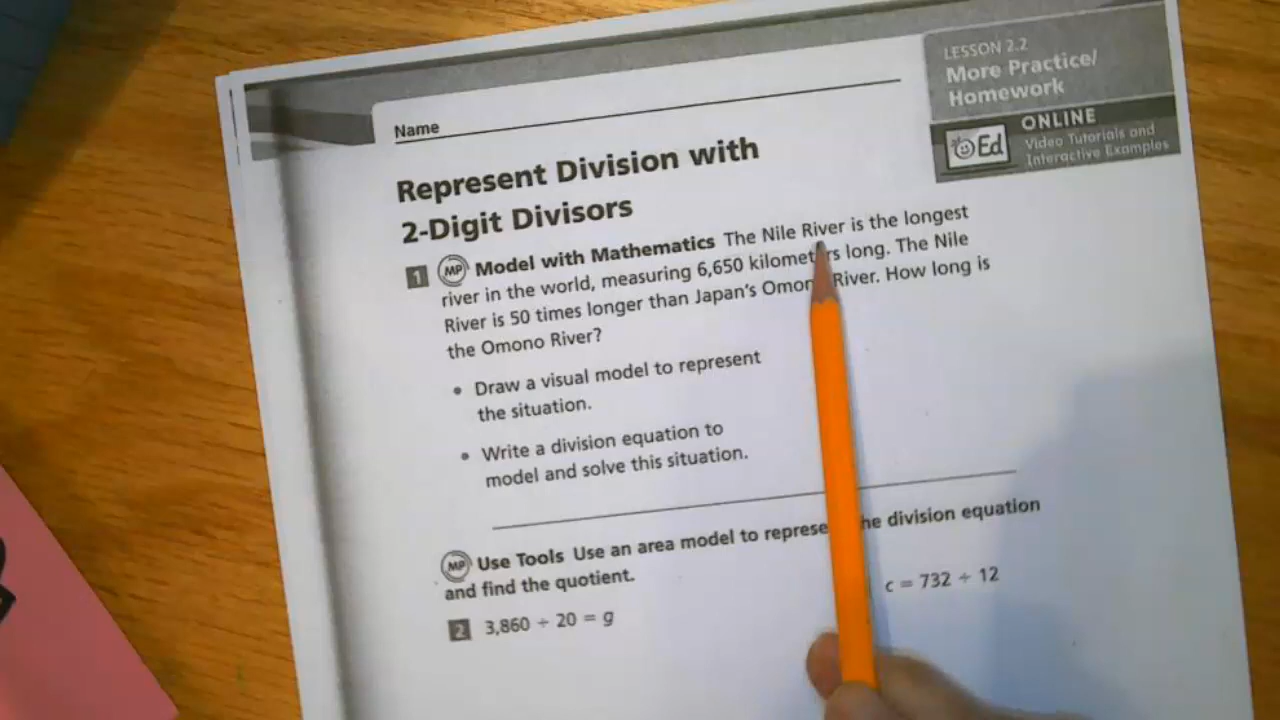 LESSON 2.2
More Practice/
Homework
ONLINE
Ed
Video Tutorials and
Interactive Examples
Name
Represent Division with
2-Digit Divisors
1 MP Model with Mathematics The Nile River is the longest
river in the world, measuring 6,650 kilometers long. The Nile
River is 50 times longer than Japan's Omono River. How long is
the Omono River?
• Draw a visual model to represent
the situation.
• Write a division equation to
model and solve this situation.
MP Use Tools Use an area model to represe he division equation
and find the quotient.
2 3,860 ÷ 20 = g
c = 732 ÷ 12